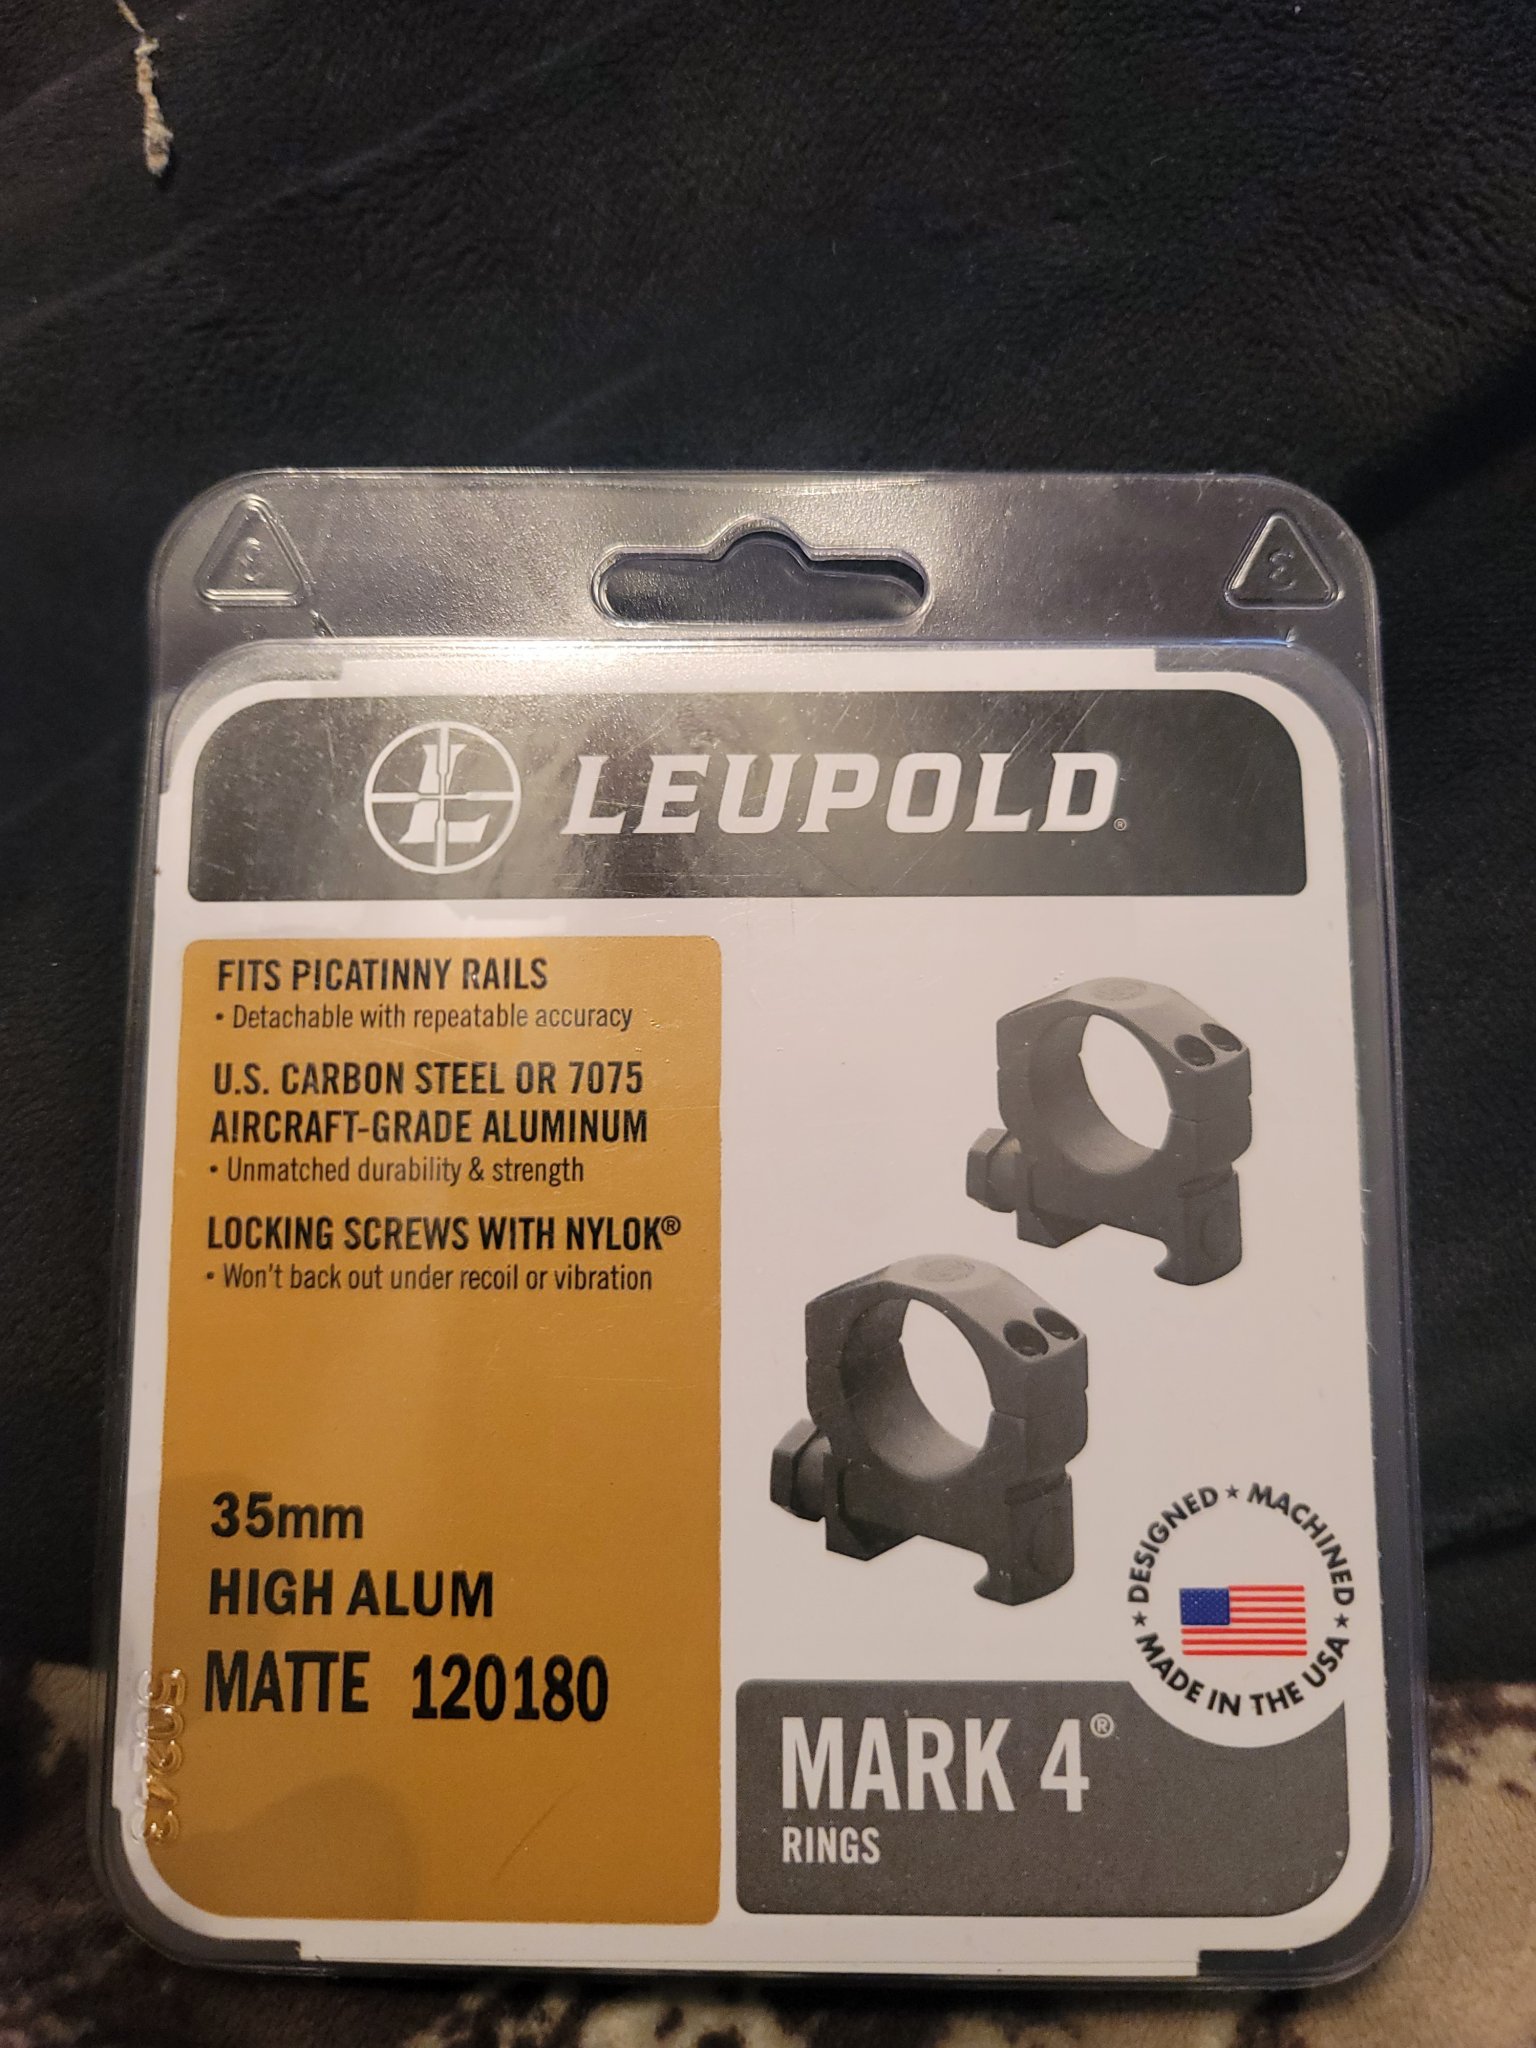 LEUPOLD®
FITS PICATINNY RAILS
• Detachable with repeatable accuracy
U.S. CARBON STEEL OR 7075
AIRCRAFT-GRADE ALUMINUM
• Unmatched durability & strength
LOCKING SCREWS WITH NYLOK®
• Won't back out under recoil or vibration
35mm
HIGH ALUM
MATTE 120180
DESIGNED ★ MACHINED
★ MADE IN THE USA ★
MARK 4®
RINGS